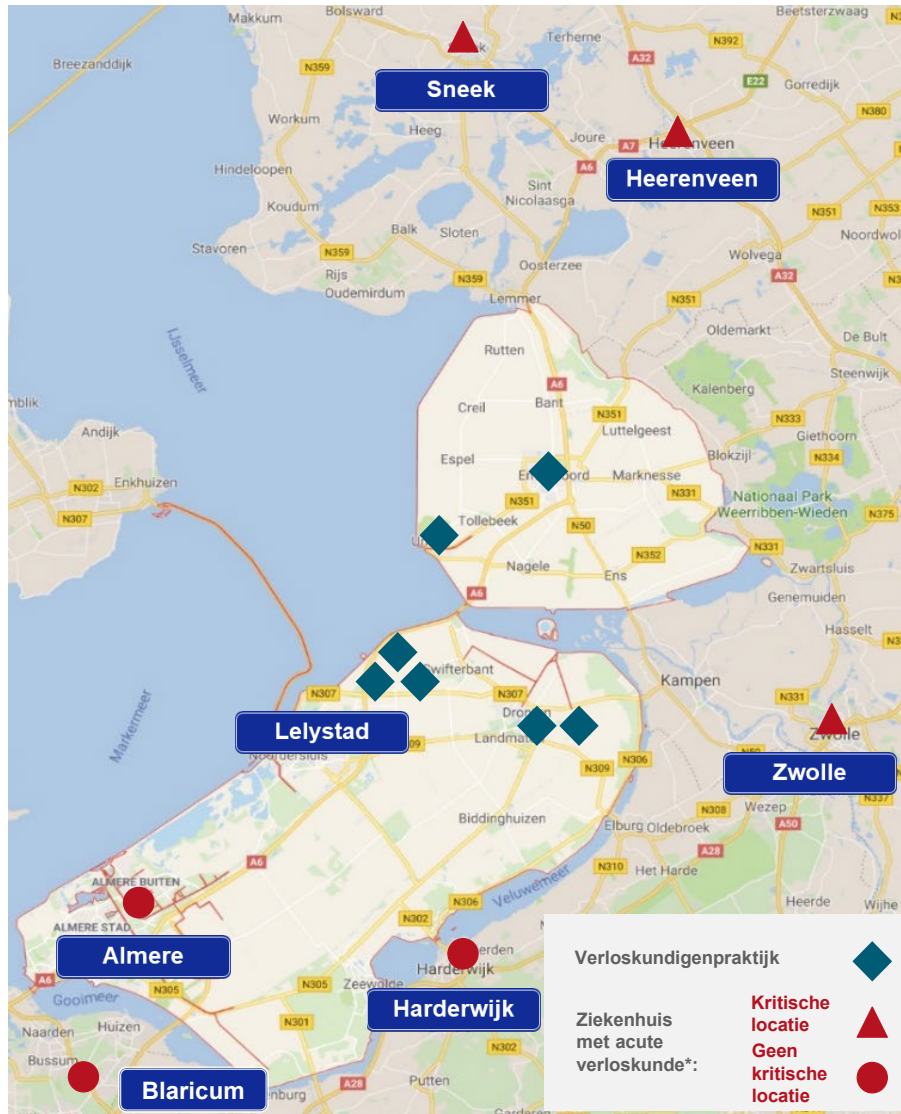 Makkum
Bolsward
Terherne
Beetsterzwaag
N392
A32
N359
Breezanddijk
Sneek
E22
Gorredijk
N359
Workum
N380
Heeg
Joure
A7
Heerenveen
A6
Hindeloopen
Heerenveen
Koudum
Sint
Nicolaasga
N351
N353
Balk
Sloten
Noordwol
Stavoren
N359
Wolvega
Oosterzee
A32
Rijs
N359
Oudemirdum
Lemmer
N351
IJsselmeer
Oldemarkt
De Bult
Rutten
Steenwijk
A6
Kalenberg
Creil
Bant
N351
N333
Andijk
Luttelgeest
Giethoorn
Espel
Blokzijl
N334
Enkhuizen
Marknesse
N302
N351
N331
Nationaal Park
Weerribben-Wieden
N307
Tollebeek
N375
N50
N352
N331
Nagele
Ens
Zwartsluis
A6
Genemuiden
Hasselt
Swifterbant
Kampen
N307
N307
N331
Markermeer
Lelystad
Landmate
Zwolle
N306
N309
Zwolle
N337
N308
Wezep
Biddinghuizen
A50
Elburg
Oldebroek
A28
A6
N310
Het Harde
Veluwemeer
ALMERE BUITEN
N306
Heerde
Wijhe
N302
ALMERE STAD
Almere
Harderwijk
A6
Zeewolde
N305
N305
Gooimeer
Harderwijk
Huizen
N301
Naarden
N302
Bussum
Blaricum
A28
Putten
Garderen
Verloskundigenpraktijk
Ziekenhuis
met acute
verloskunde*:
Kritische
locatie
Geen
kritische
locatie